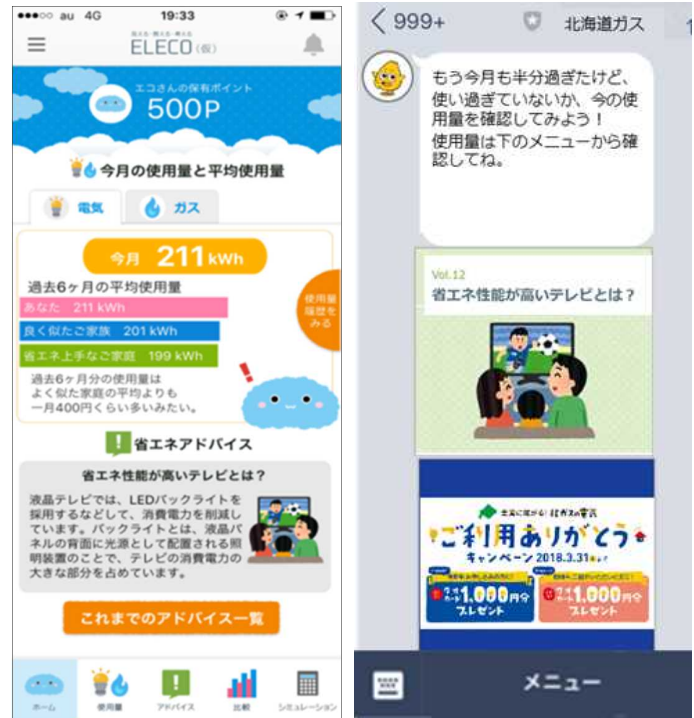 au 4G 19:33
ELECO (仮)
エコさんの保有ポイント
500P
今月の使用量と平均使用量
電気 ガス
今月 211 kWh
過去6ヶ月の平均使用量
あなた 211 kWh
良く似たご家族 201 kWh
省エネ上手なご家庭 199 kWh
使用量
履歴を
みる
過去6ヶ月分の使用量は
よく似た家庭の平均よりも
一月400円くらい多いみたい。
省エネアドバイス
省エネ性能が高いテレビとは？
液晶テレビでは、LEDバックライトを
採用するなどして、消費電力を削減し
ています。バックライトとは、液晶パ
ネルの背面に光源として配置される照
明装置のことで、テレビの消費電力の
大きな部分を占めています。
これまでのアドバイス一覧
ホーム 使用量 アドバイス 比較 シミュレーション
999+ 北海道ガス 1
もう今月も半分過ぎたけど、
使い過ぎていないか、今の使
用量を確認してみよう！
使用量は下のメニューから確
認してね。
Vol.12
省エネ性能が高いテレビとは？
ご利用ありがとう
キャンペーン 2018.3.31
1,000円分
プレゼント
1,000円分
プレゼント
メニュー